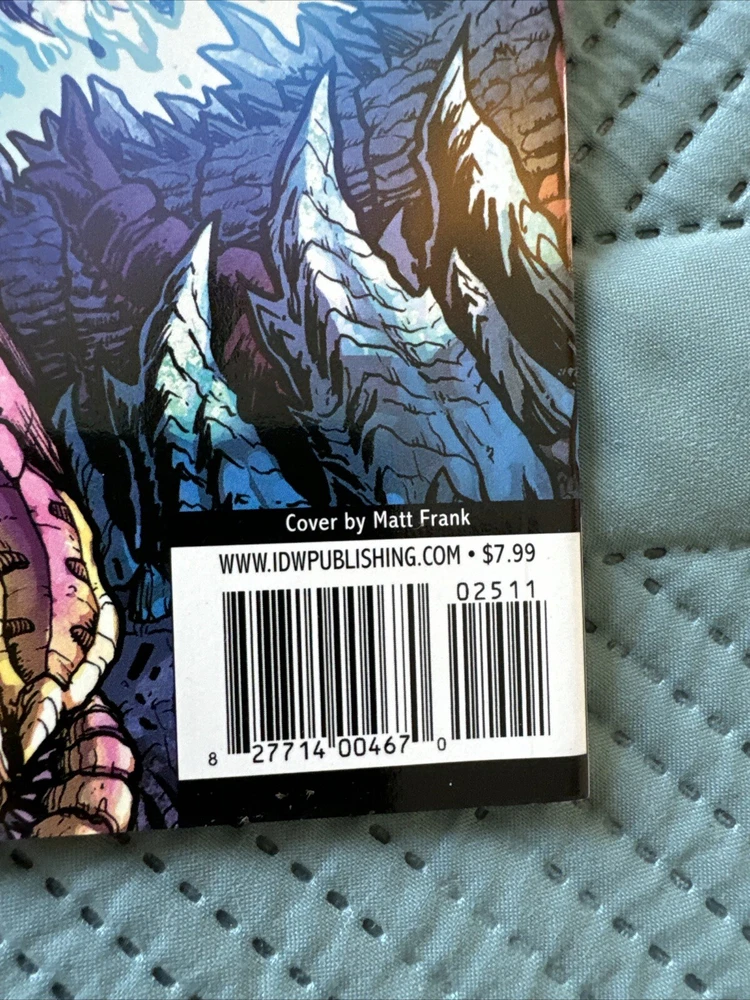 Cover by Matt Frank
WWW.IDWPUBLISHING.COM • $7.99
02511
8 27714 00467 0